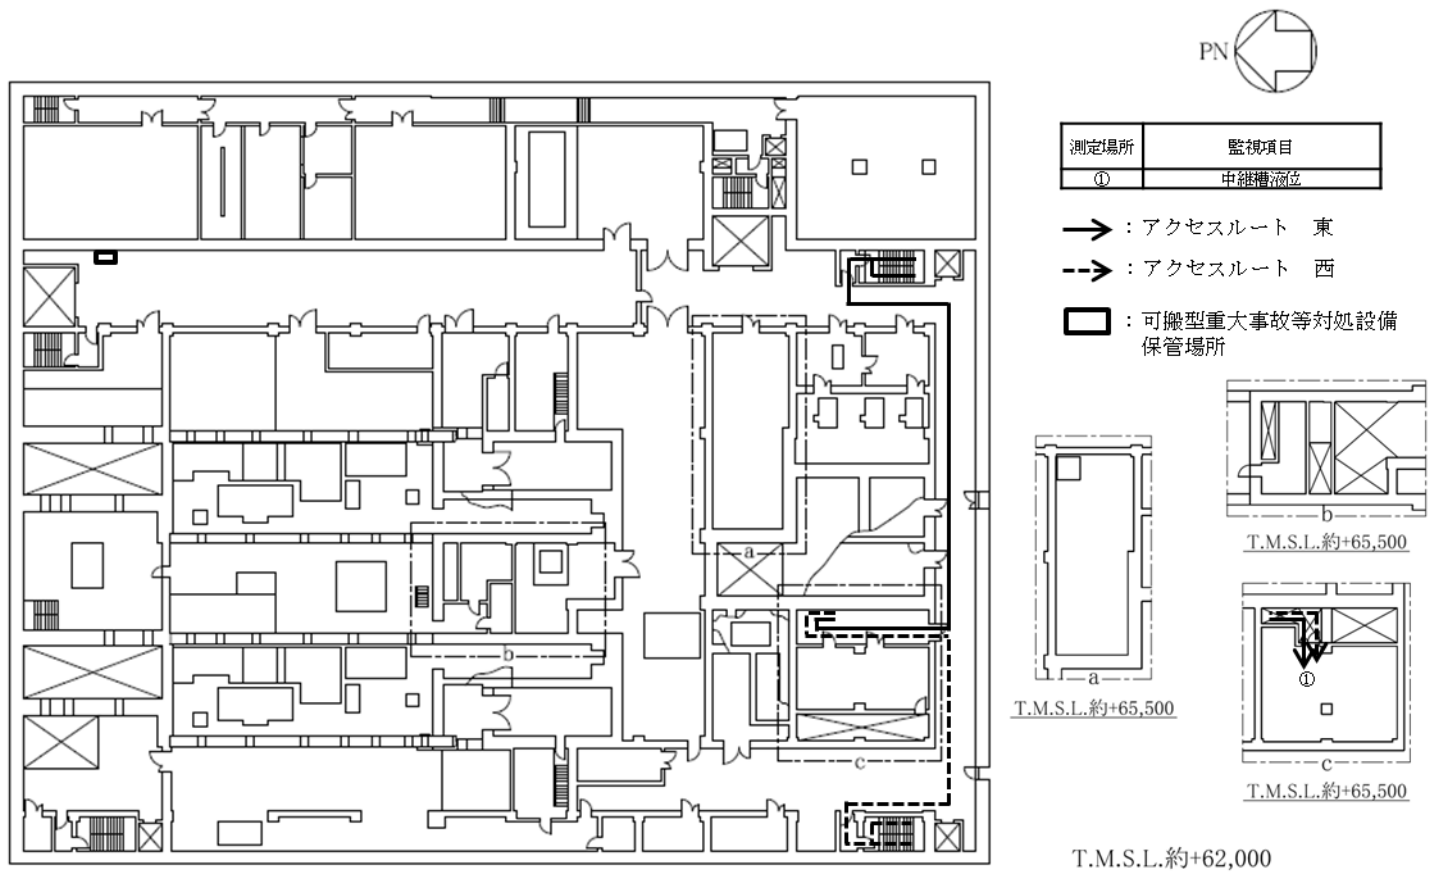 PN
測定場所 監視項目
① 中継槽液位
：アクセスルート　東
：アクセスルート　西
：可搬型重大事故等対処設備
保管場所
a
b
c
a
T.M.S.L.約+65,500
b
T.M.S.L.約+65,500
①
c
T.M.S.L.約+65,500
T.M.S.L.約+62,000